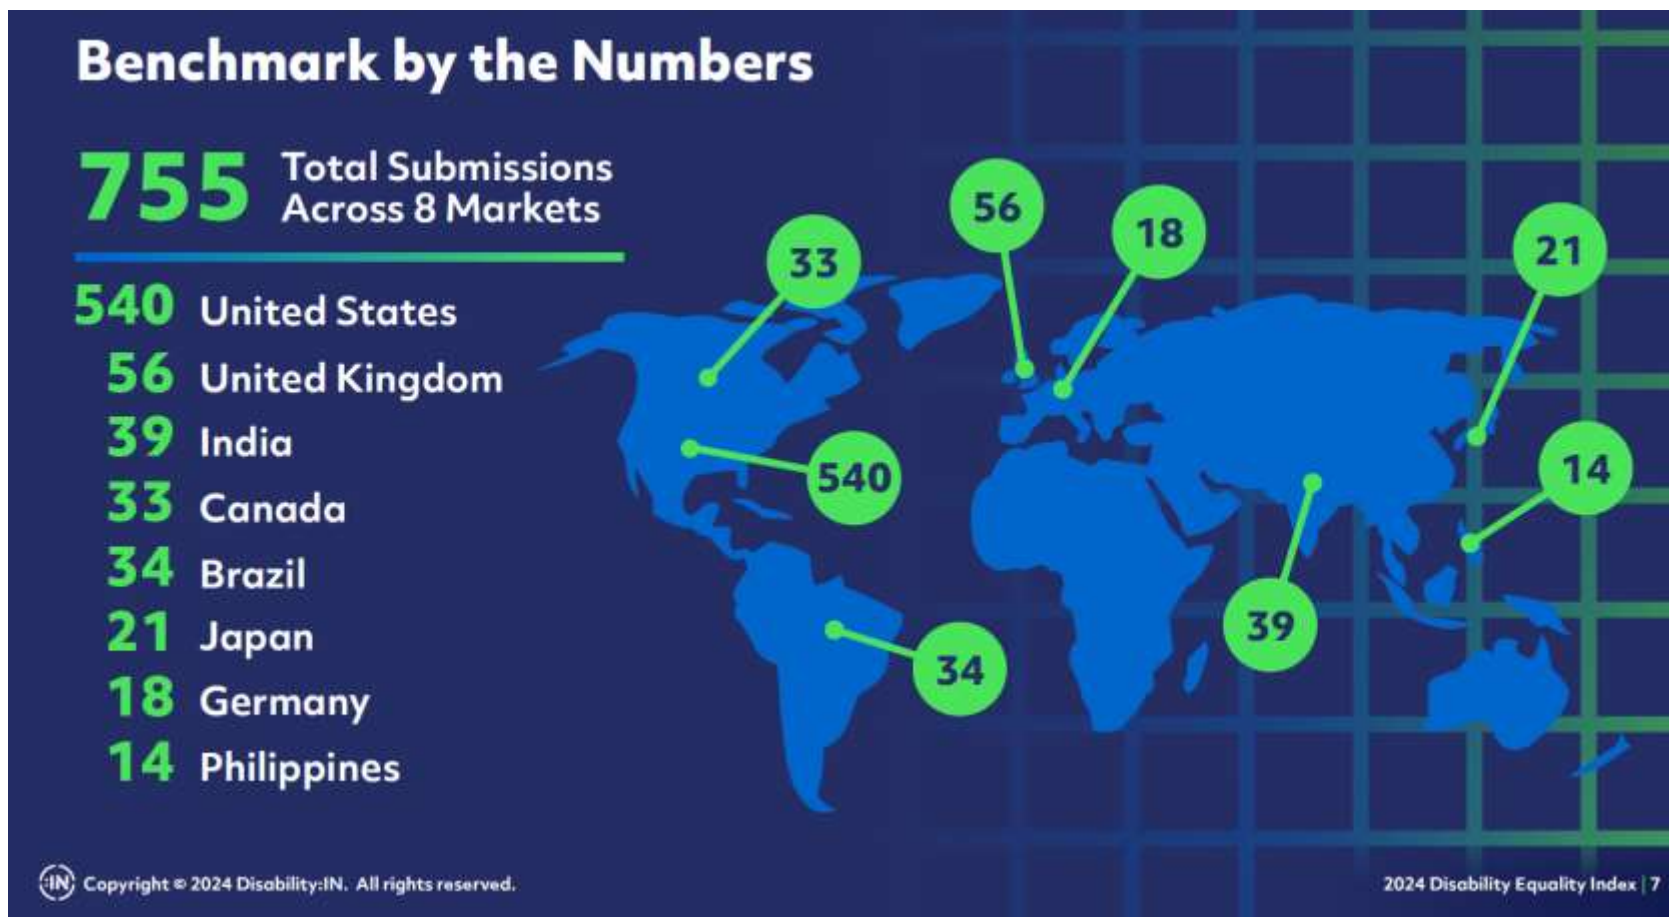 Benchmark by the Numbers
755 Total Submissions
Across 8 Markets
540 United States
56 United Kingdom
39 India
33 Canada
34 Brazil
21 Japan
18 Germany
14 Philippines
33
56
18
21
540
14
39
34
:IN Copyright © 2024 Disability:IN. All rights reserved.
2024 Disability Equality Index | 7